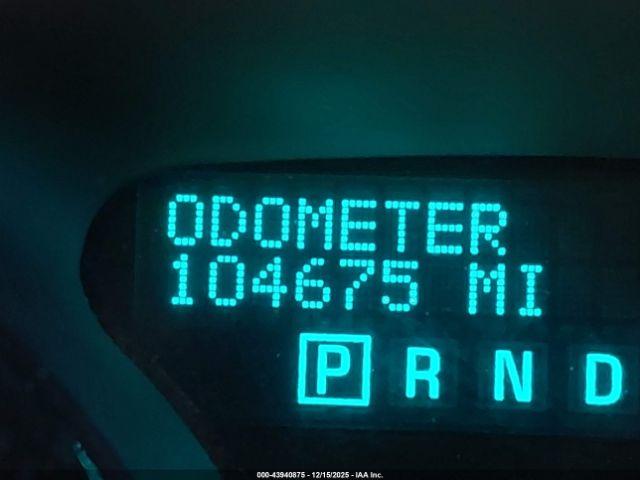 ODOMETER
104675 MI
P R N D
000-43940875 - 12/15/2025 - IAA Inc.